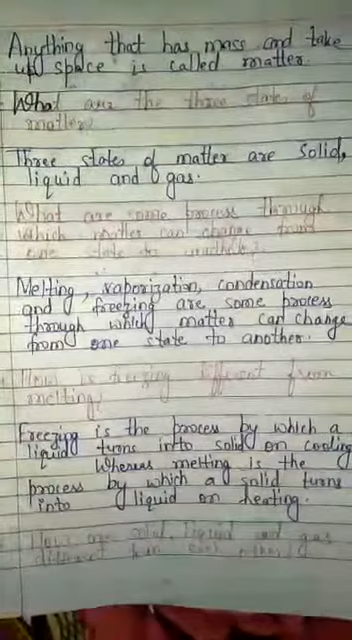 Anything that has mass and take
up space is called matter.
What are the three states of
matter?
Three states of matter are solid,
liquid and gas.
What are some process through
which matter can change from
one state to another?
Melting, vaporization, condensation
and freezing are some process
through which matter can change
from one state to another.
How is freezing different from
melting?
Freezing is the process by which a
liquid turns into solid on cooling
Whereas melting is the
process by which a solid turns
into liquid on heating.
How are solid, liquid and gas
different from each other?